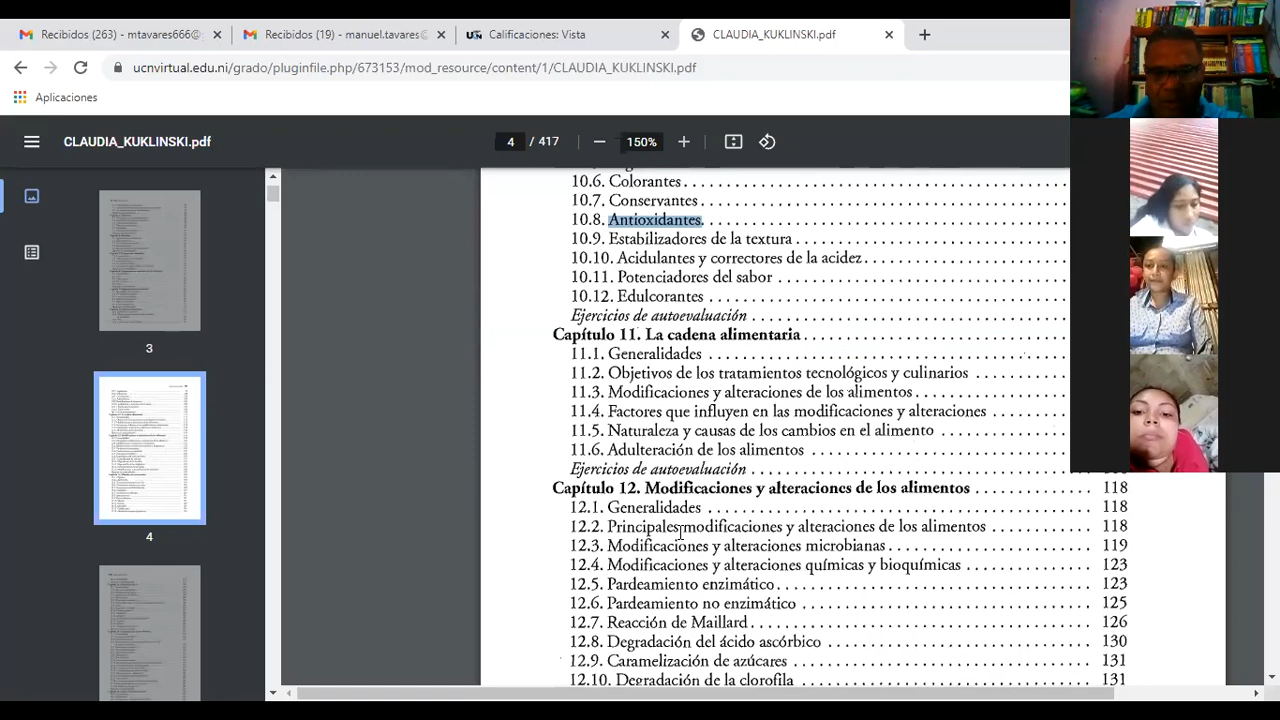 Recibidos (263) - mtavares666@
Recibidos (19) - manuel.tavares@
Calificaciones: Vista
CLAUDIA_KUKLINSKI.pdf
ucnvirtual.edu.ni/grado/pluginfile.php/673153/mod_resource/content/1/CLAUDIA_KUKLINSKI.pdf
Aplicaciones
CLAUDIA_KUKLINSKI.pdf
4 / 417
150%
3
4
10.6. Colorantes
10.7. Conservantes
10.8. Antioxidantes
10.9. Estabilizadores de la textura
10.10. Acidulantes y correctores de la acidez
10.11. Potenciadores del sabor
10.12. Edulcorantes
Ejercicios de autoevaluación
Capítulo 11. La cadena alimentaria
11.1. Generalidades
11.2. Objetivos de los tratamientos tecnológicos y culinarios
11.3. Modificaciones y alteraciones de los alimentos
11.4. Factores que influyen en las modificaciones y alteraciones
11.5. Naturaleza y causas de los cambios en el alimento
11.6. Adulteración de los alimentos
Ejercicios de autoevaluación
pítulo 12. Modificaciones y alteraciones de los alimentos 118
12.1. Generalidades 118
12.2. Principales modificaciones y alteraciones de los alimentos 118
12.3. Modificaciones y alteraciones microbianas 119
12.4. Modificaciones y alteraciones químicas y bioquímicas 123
12.5. Pardeamiento enzimático 123
12.6. Pardeamiento no enzimático 125
12.7. Reacción de Maillard 126
12.8. Degradación del ácido ascórbico 130
12.9. Caramelización de azúcares 131
12.10. Degradación de la clorofila 131